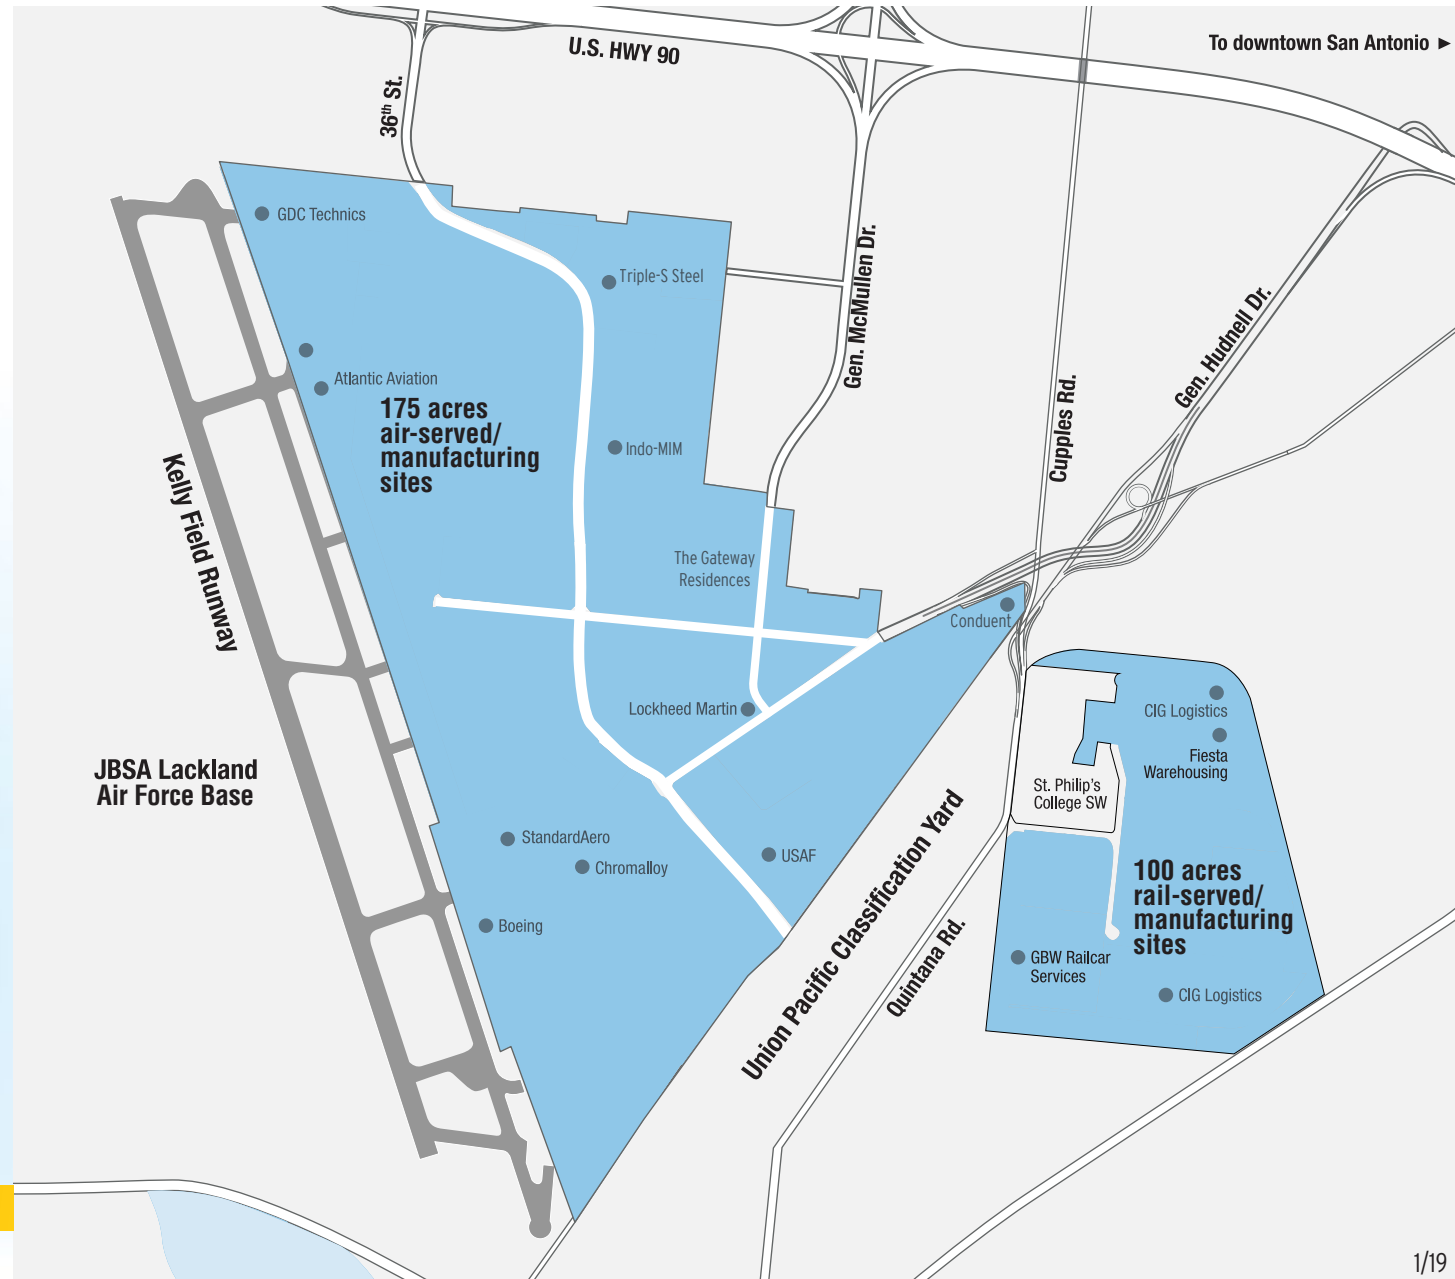 To downtown San Antonio ►
U.S. HWY 90
36th St.
GDC Technics
Triple-S Steel
Gen. McMullen Dr.
Gen. Hudnell Dr.
Atlantic Aviation
175 acres
air-served/
manufacturing
sites
Cupples Rd.
Indo-MIM
Kelly Field Runway
The Gateway
Residences
Conduent
Lockheed Martin
CIG Logistics
Fiesta
Warehousing
JBSA Lackland
Air Force Base
St. Philip's
College SW
StandardAero
Chromalloy
USAF
Union Pacific Classification Yard
100 acres
rail-served/
manufacturing
sites
Boeing
Quintana Rd.
GBW Railcar
Services
CIG Logistics
1/19